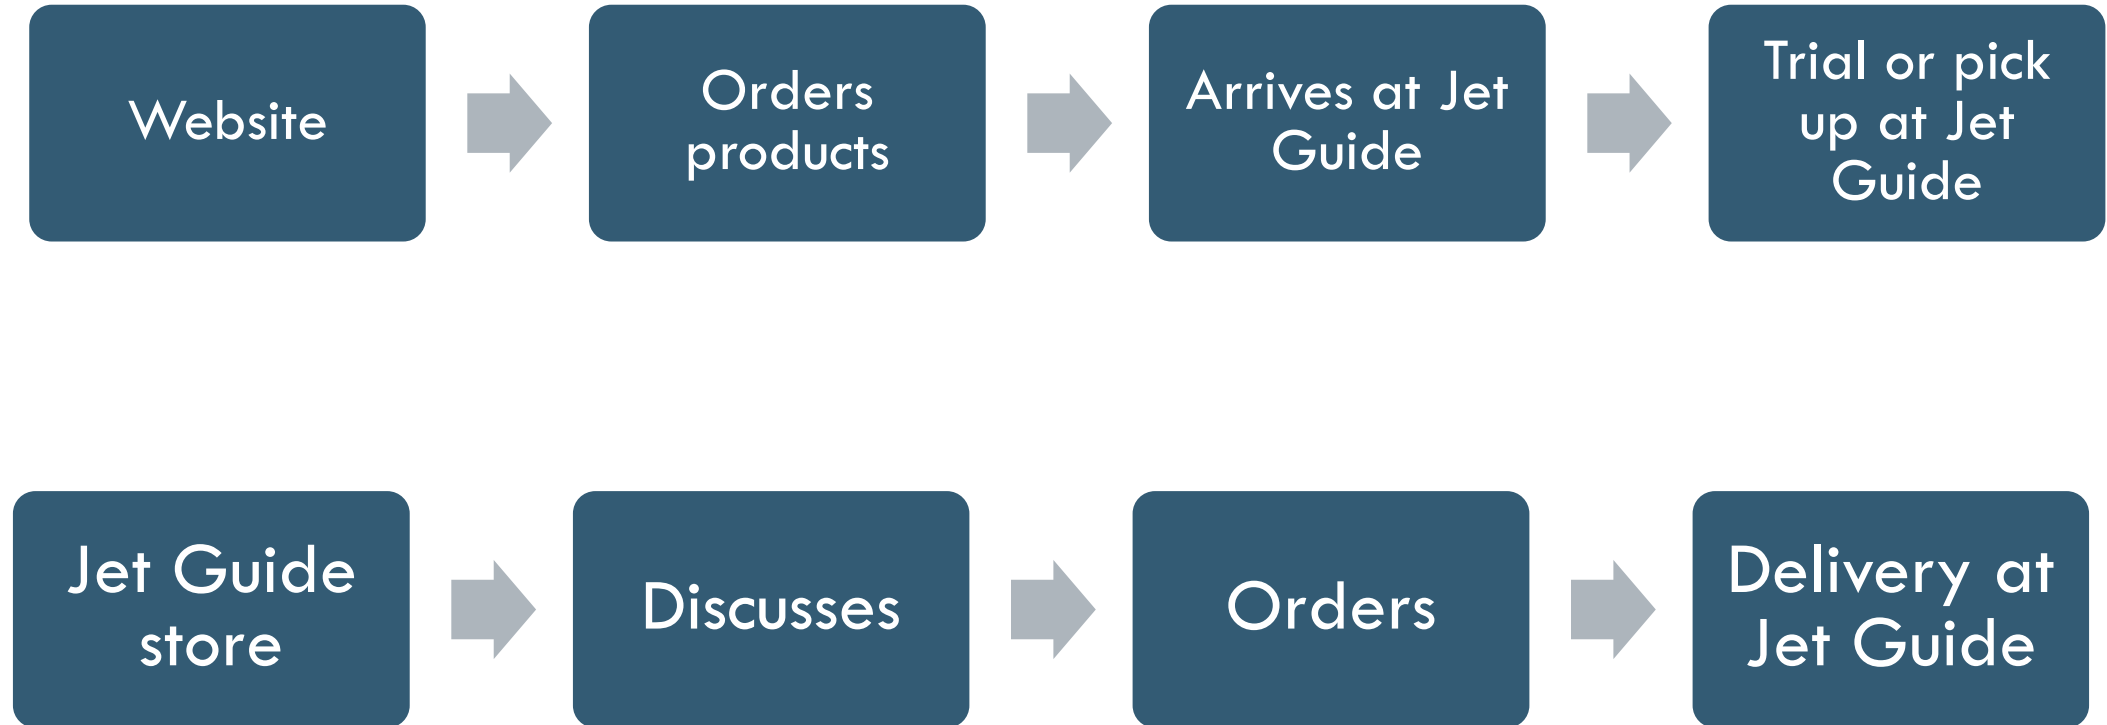 Website
Orders
products
Arrives at Jet
Guide
Trial or pick
up at Jet
Guide
Jet Guide
store
Discusses
Orders
Delivery at
Jet Guide